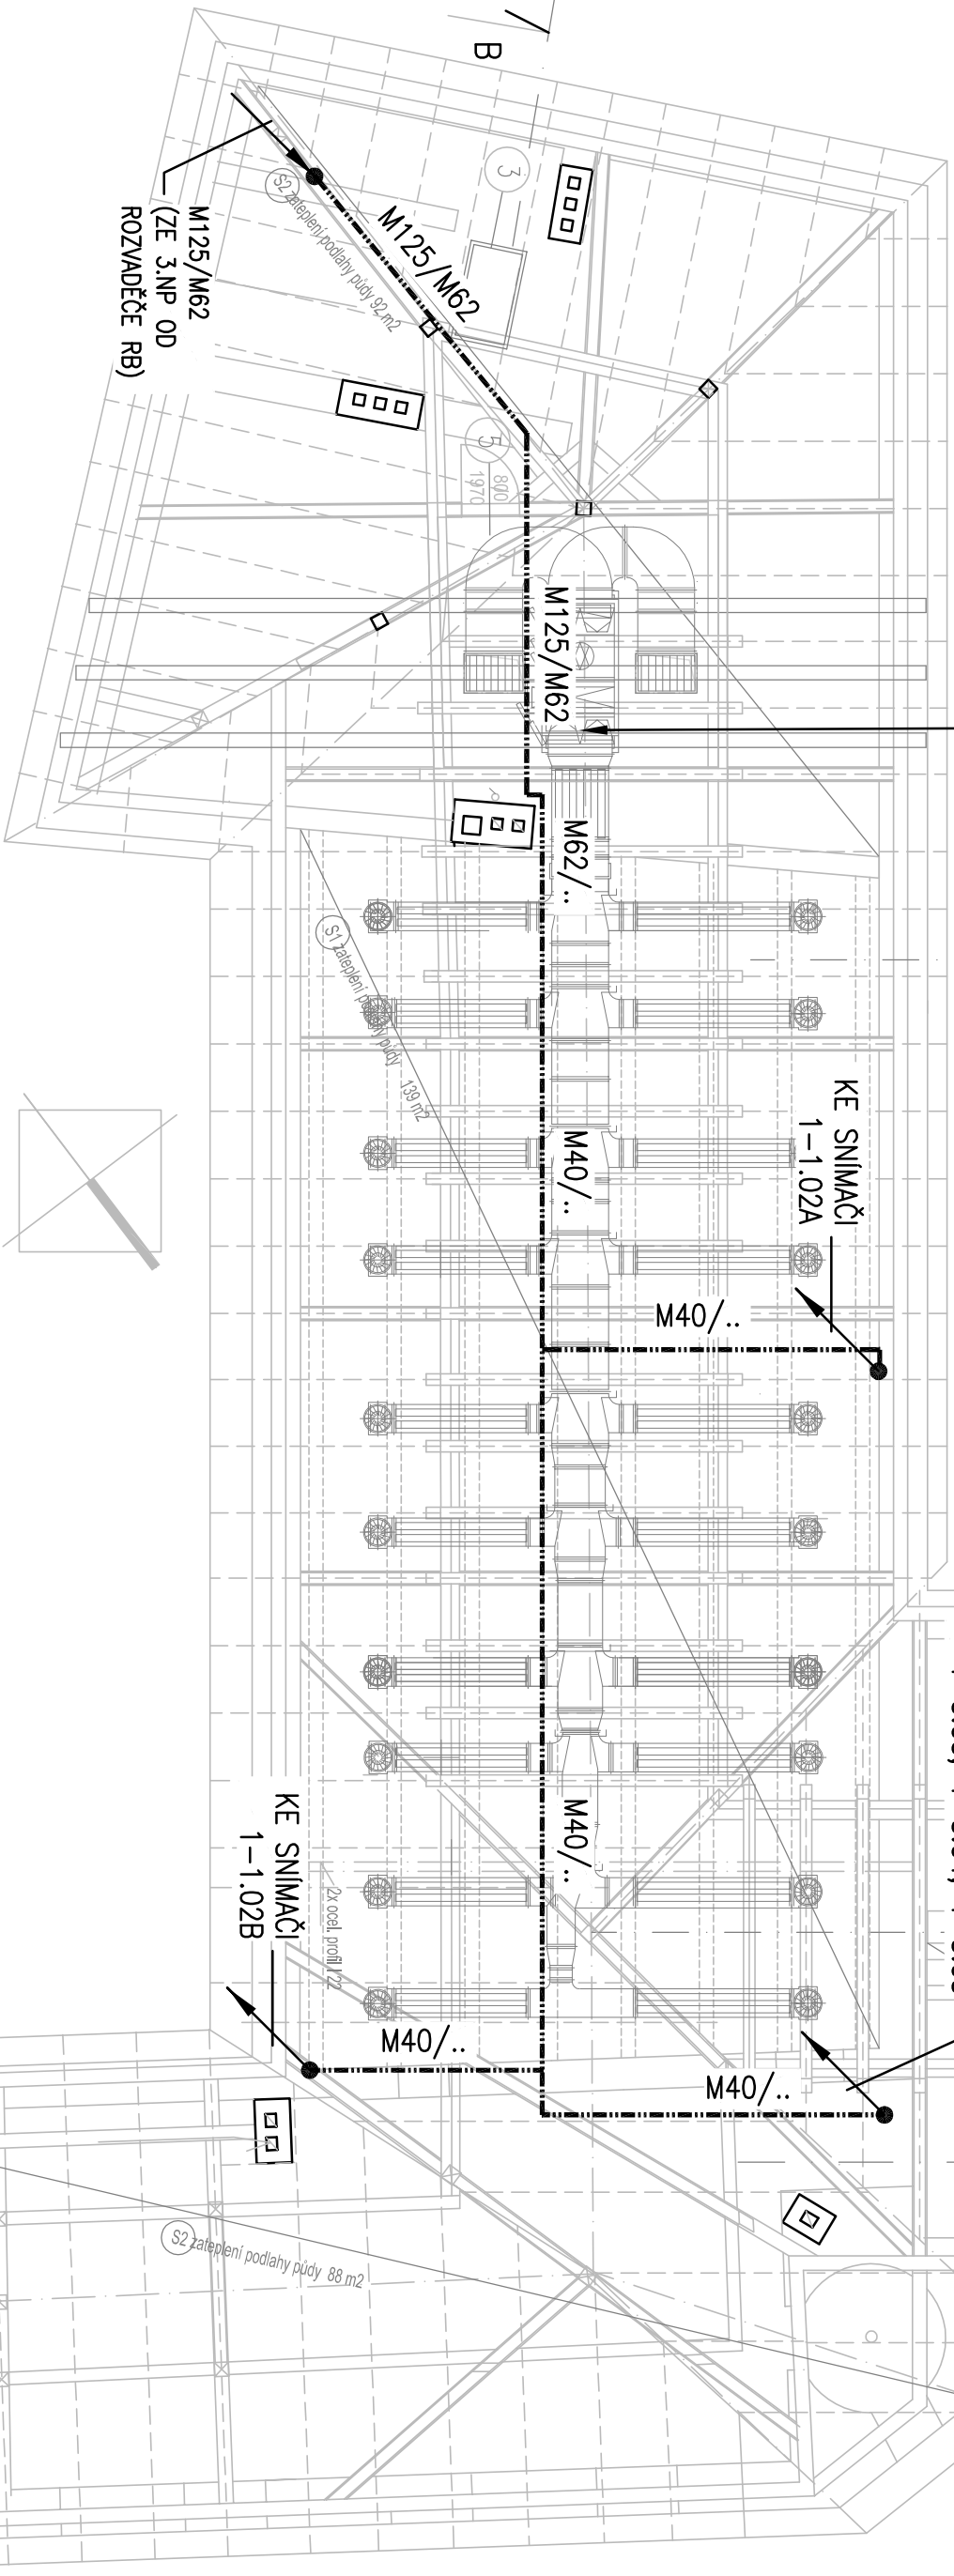 B
3
S2 zateplení podlahy půdy 92 m2
M125/M62
M125/M62
(ZE 3.NP OD
ROZVADĚČE RB)
5
800
1970
M125/M62
M62/..
S1 zateplení podlahy půdy 139 m2
M40/..
KE SNÍMAČI
1-1.02A
M40/..
M40/..
KE SNÍMAČI
1-1.02B
2x ocel. profil I 22
M40/..
M40/..
S2 zateplení podlahy půdy 88 m2